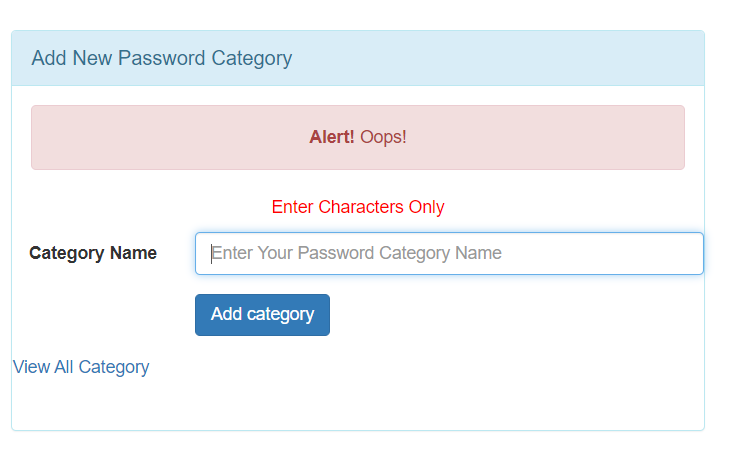 Add New Password Category
Alert! Oops!
Enter Characters Only
Category Name
Enter Your Password Category Name
Add category
View All Category